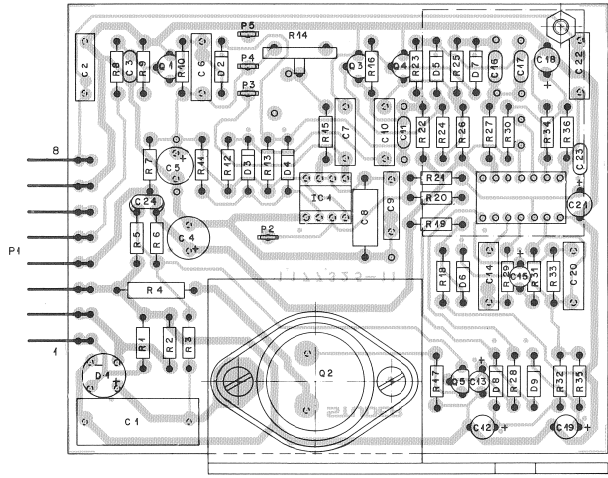 P5
R14
C2
R8
C3
R9
Q1
R10
C6
D2
P4
P3
Q3
R16
Q4
R23
D5
R25
D7
C16
C17
C18
C22
R15
C7
C10
C11
R22
R24
R26
R27
R30
R34
R36
8
R7
C5
R11
R12
D3
R13
D4
IC1
C8
C9
R21
R20
R19
C23
C21
C24
R5
R6
C4
P2
P1
1177325-11
R18
D6
C14
R29
C15
R31
R33
C20
R4
1
R1
R2
R3
D1
C1
Q2
R17
Q5
C13
D8
R28
D9
R32
R35
C12
C19